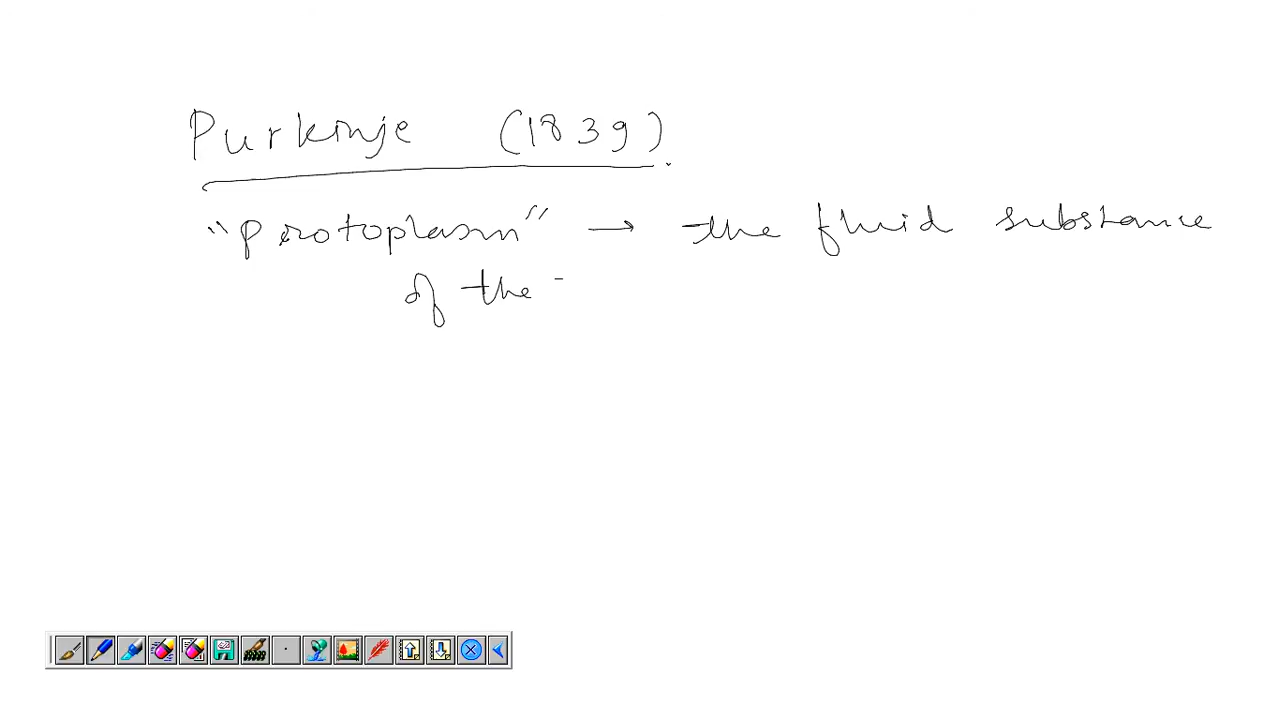 Purkinje (1839)
"protoplasm" → the fluid substance
of the